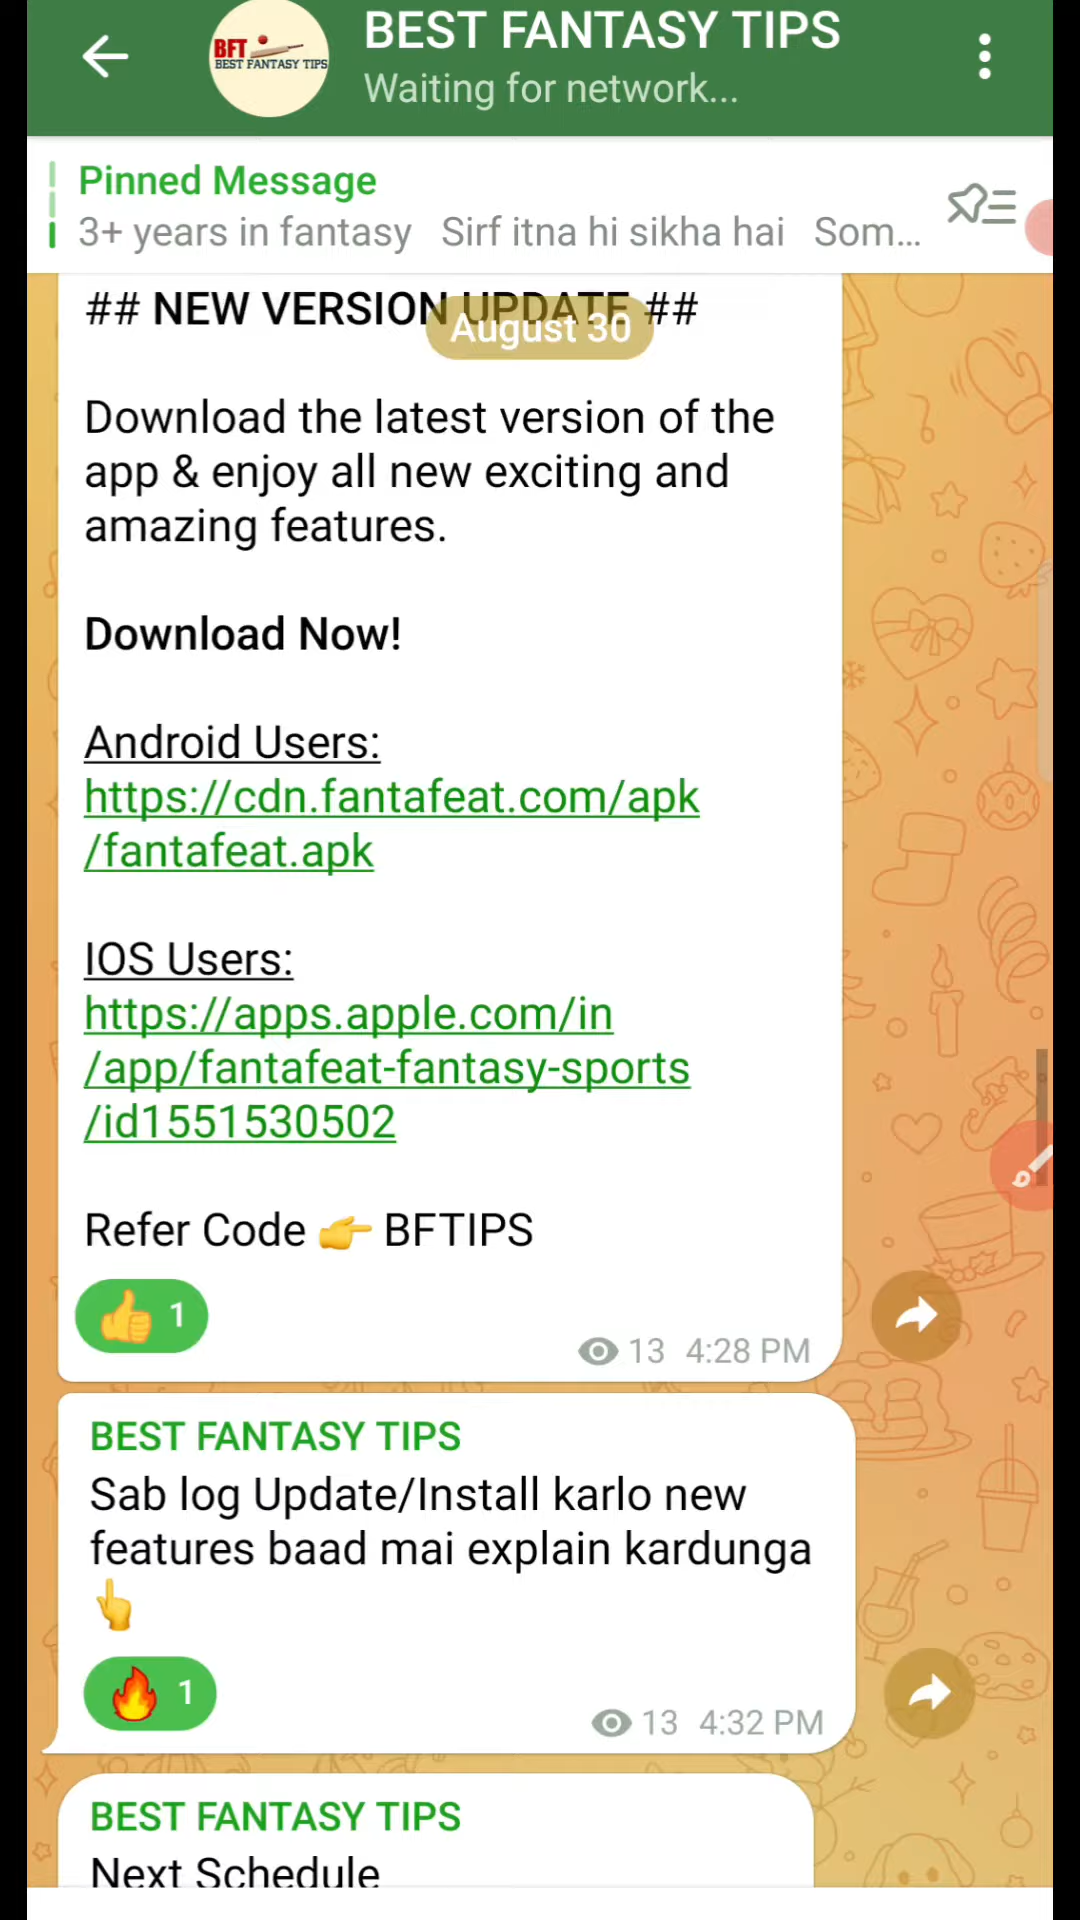 BEST FANTASY TIPS
BFT
BEST FANTASY TIPS
Waiting for network...
Pinned Message
3+ years in fantasy Sirf itna hi sikha hai Som...
## NEW VERSION UPDATE ##
August 30
Download the latest version of the
app & enjoy all new exciting and
amazing features.
Download Now!
Android Users:
https://cdn.fantafeat.com/apk
/fantafeat.apk
IOS Users:
https://apps.apple.com/in
/app/fantafeat-fantasy-sports
/id1551530502
Refer Code 👉 BFTIPS
👍 1
13 4:28 PM
BEST FANTASY TIPS
Sab log Update/Install karlo new
features baad mai explain kardunga
👆
🔥 1
13 4:32 PM
BEST FANTASY TIPS
Next Schedule